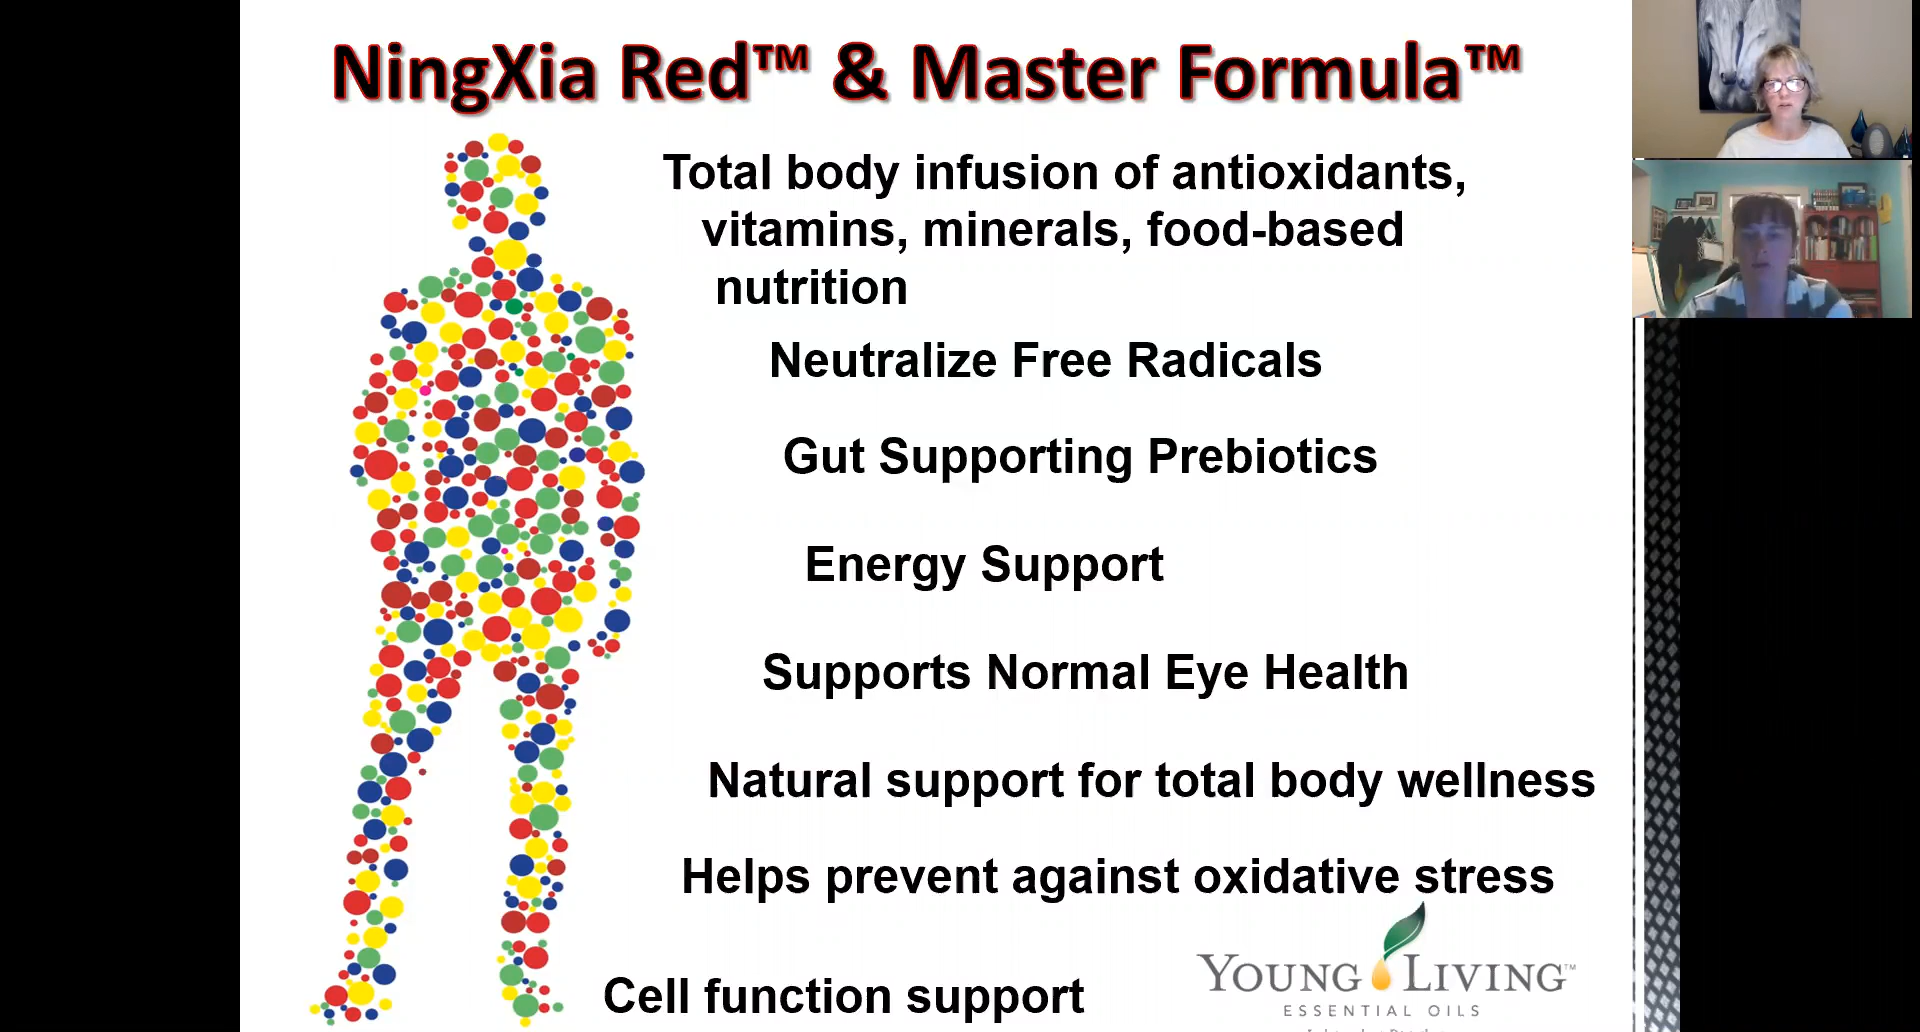 NingXia Red™ & Master Formula™
Total body infusion of antioxidants,
vitamins, minerals, food-based
nutrition
Neutralize Free Radicals
Gut Supporting Prebiotics
Energy Support
Supports Normal Eye Health
Natural support for total body wellness
Helps prevent against oxidative stress
Cell function support
YOUNG LIVING™
ESSENTIAL OILS